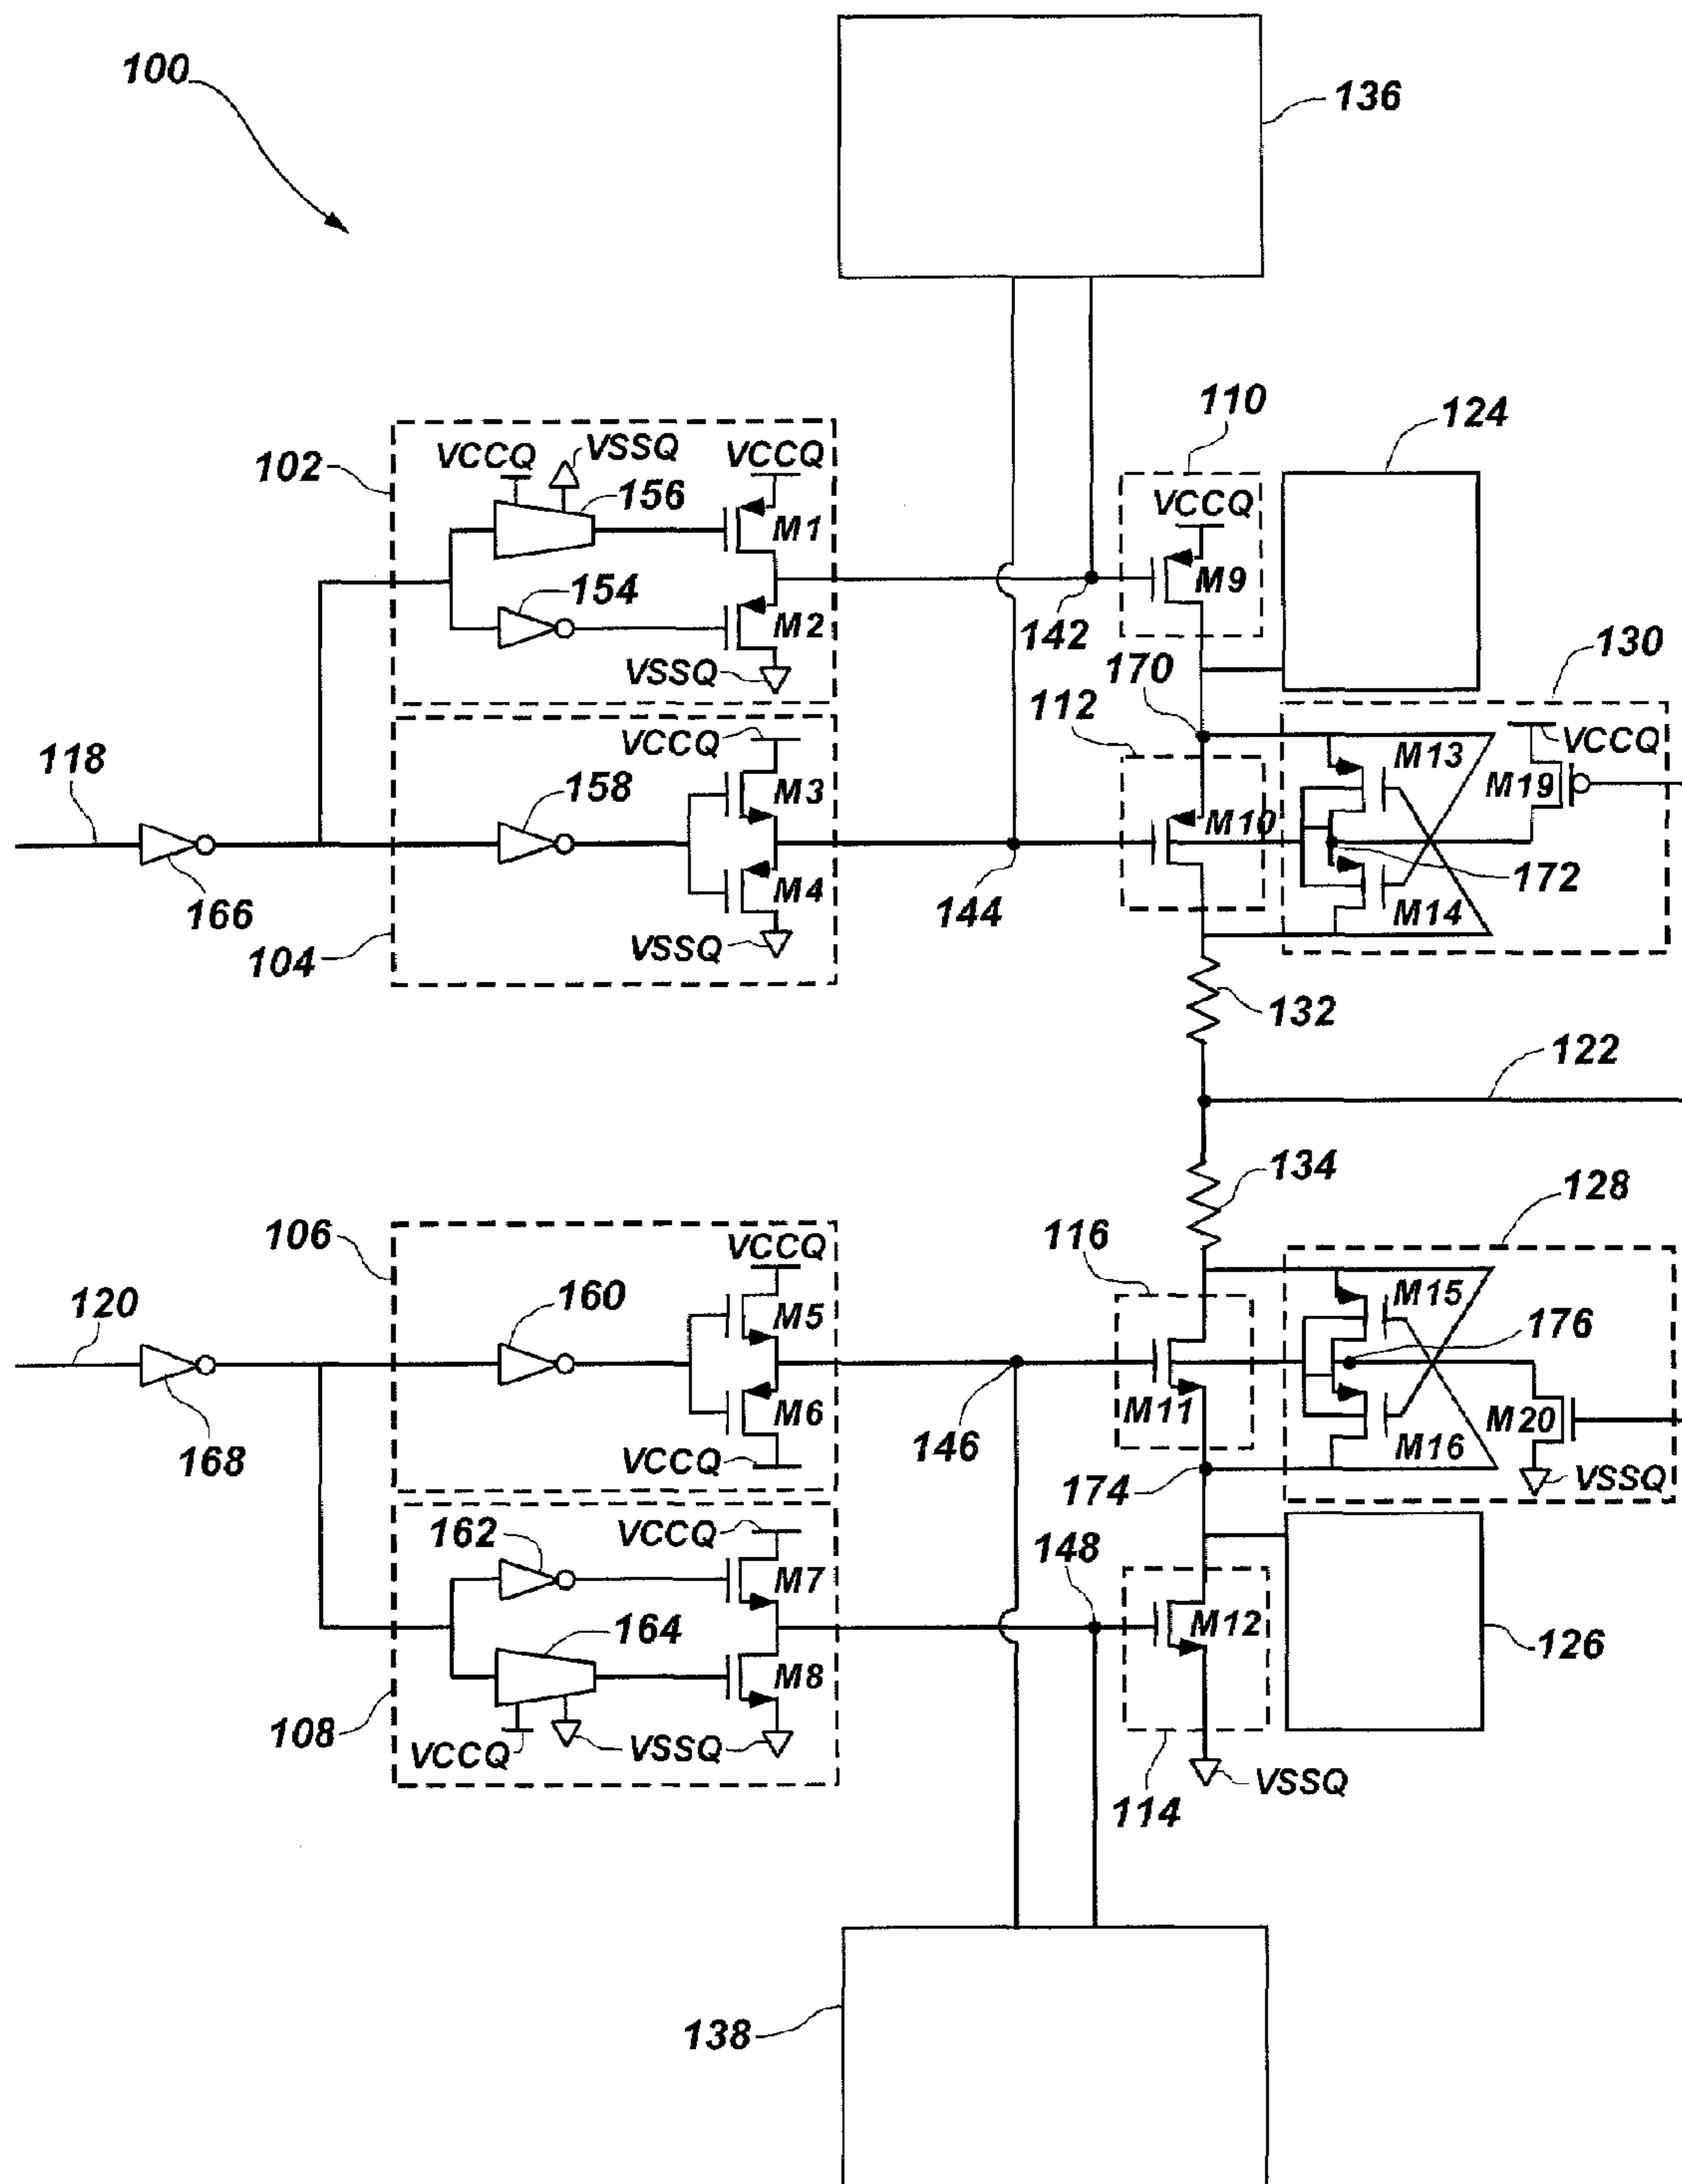 100
136
110
124
102
VCCQ
VSSQ
156
VCCQ
M1
VCCQ
M9
154
M2
142
VSSQ
170
130
112
VCCQ
M13
VCCQ
118
158
M3
M19
M10
172
M4
144
M14
166
VSSQ
104
132
122
134
128
106
VCCQ
116
120
160
M5
M15
176
M6
M11
M20
168
VCCQ
146
M16
174
VSSQ
162
VCCQ
148
M7
164
M12
126
M8
108
VCCQ
VSSQ
VSSQ
114
138